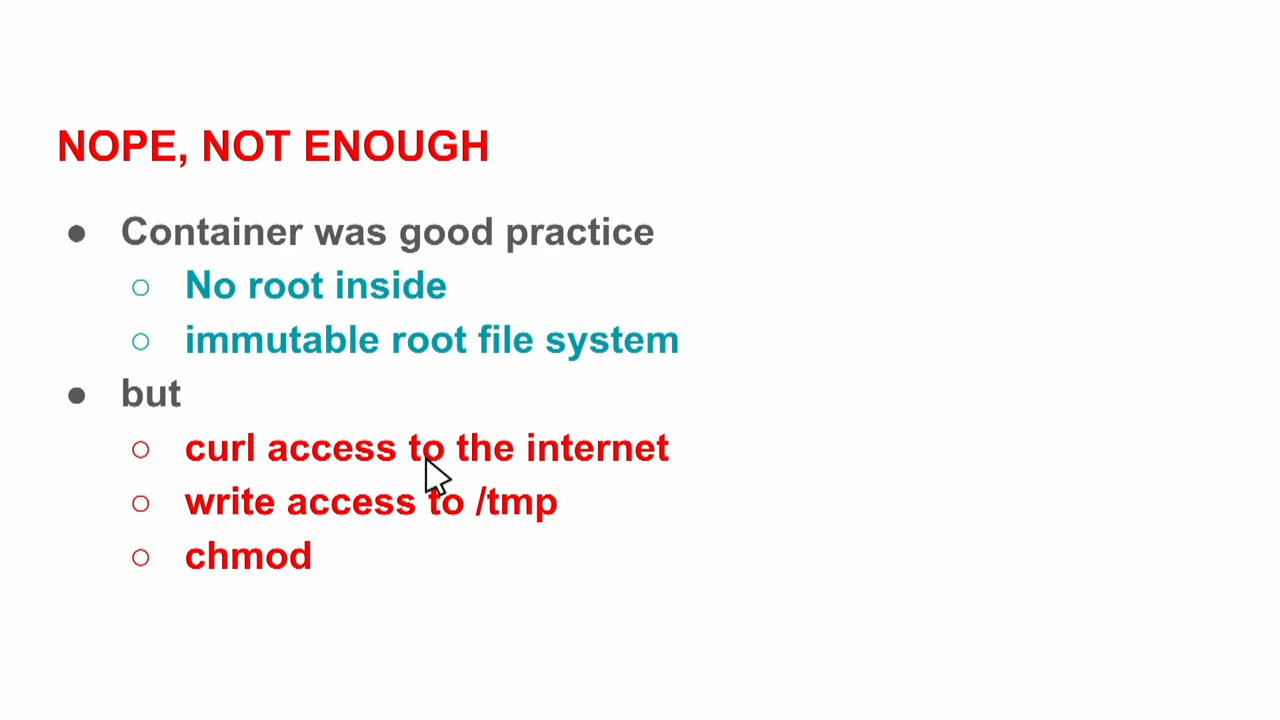 NOPE, NOT ENOUGH
● Container was good practice
○ No root inside
○ immutable root file system
● but
○ curl access to the internet
○ write access to /tmp
○ chmod